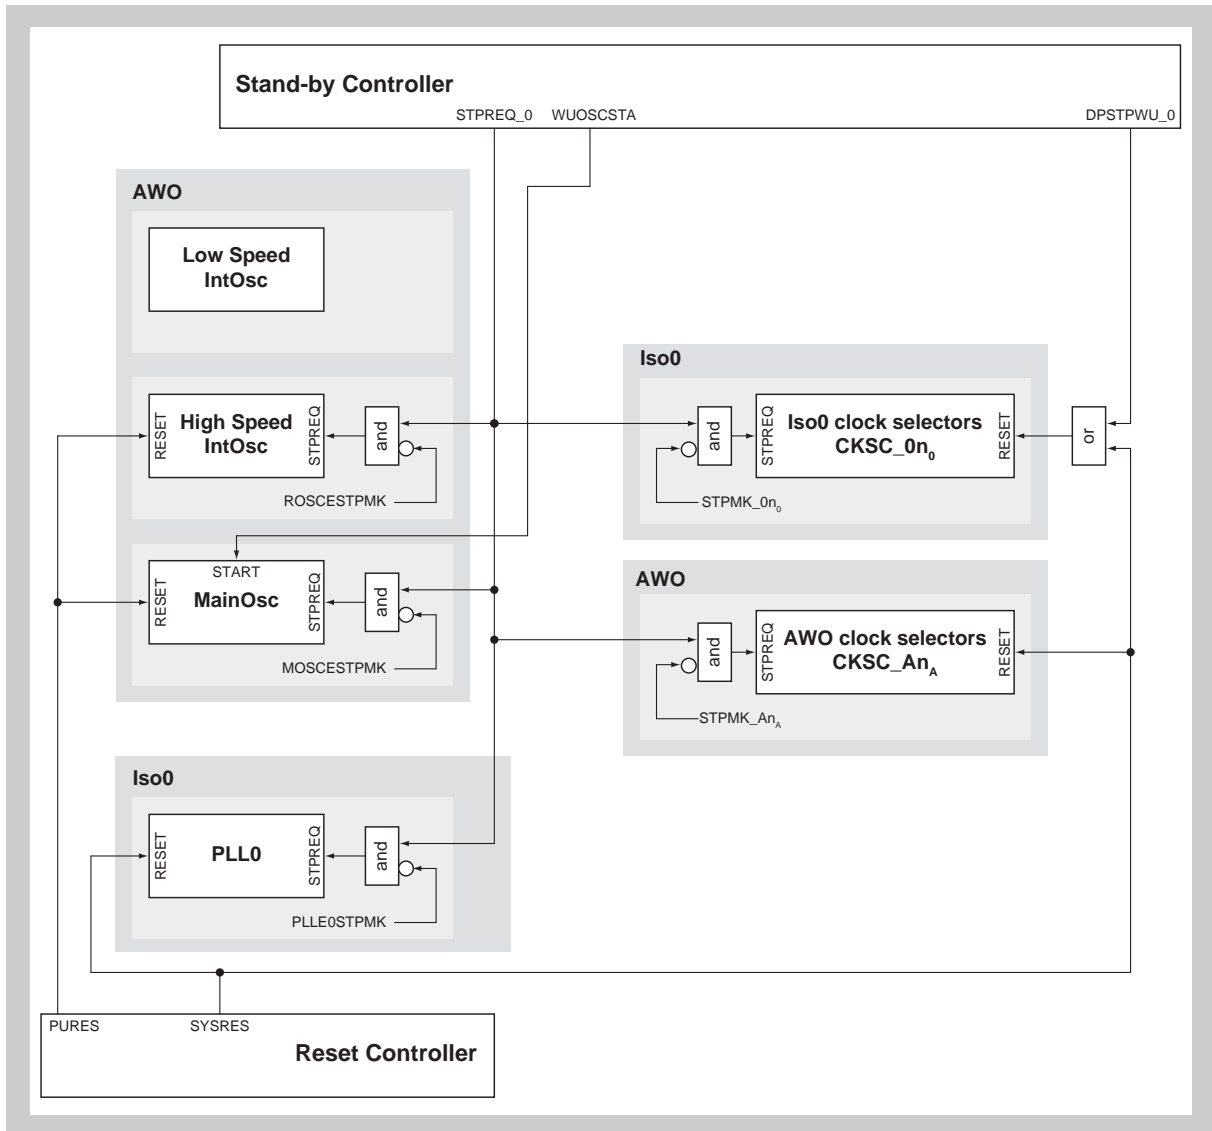 Stand-by Controller
STPREQ_0 WUOSCSTA DPSTPWU_0
AWO
Low Speed
IntOsc
RESET
High Speed
IntOsc
STPREQ
and
ROSCESTPMK
START
RESET
MainOsc
STPREQ
and
MOSCESTPMK
Iso0
and
STPREQ
Iso0 clock selectors
CKSC_0n0
RESET
or
STPMK_0n0
AWO
and
STPREQ
AWO clock selectors
CKSC_AnA
RESET
STPMK_AnA
Iso0
RESET
PLL0
STPREQ
and
PLLE0STPMK
PURES SYSRES
Reset Controller